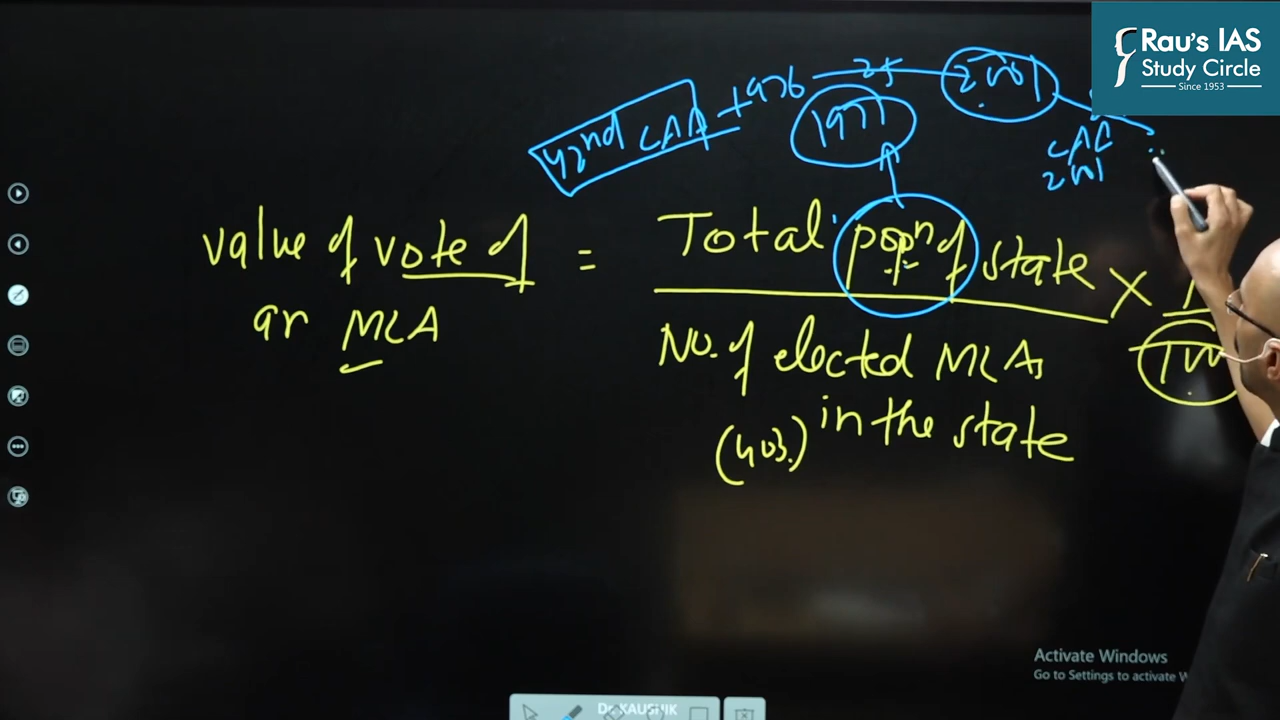 Rau's IAS
Study Circle
Since 1953
42nd CAA 1976 25 2001
1971
CAA
2001
value of vote of
an MLA
=
Total popn of state
No. of elected MLAs
in the state
(403.)
×
Activate Windows
Go to Settings to activate W
Dr KAUSHIK